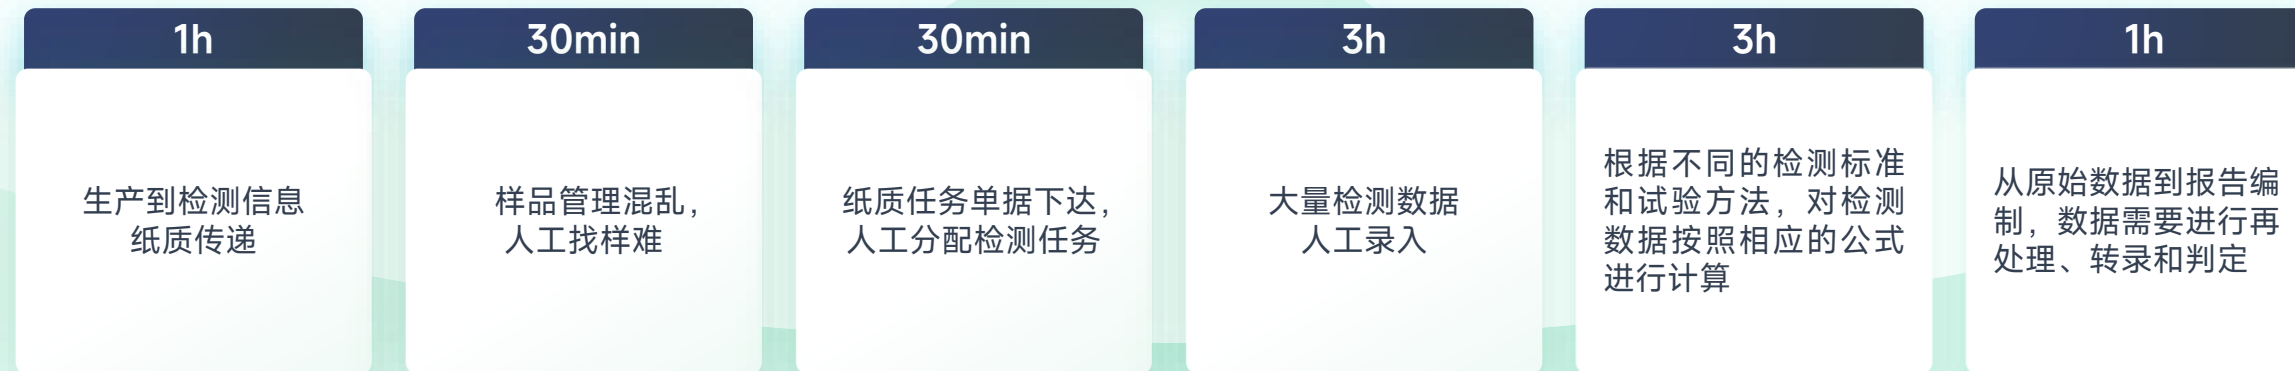 1h
生产到检测信息
纸质传递
30min
样品管理混乱，
人工找样难
30min
纸质任务单据下达，
人工分配检测任务
3h
大量检测数据
人工录入
3h
根据不同的检测标准
和试验方法，对检测
数据按照相应的公式
进行计算
1h
从原始数据到报告编
制，数据需要进行再
处理、转录和判定